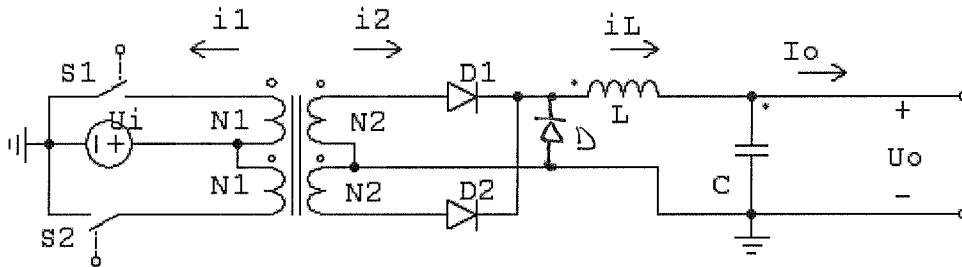 i1 i2 iL Io
S1 D1
Ui N1 N2 L D +
N1 N2 C Uo
D2 -
S2